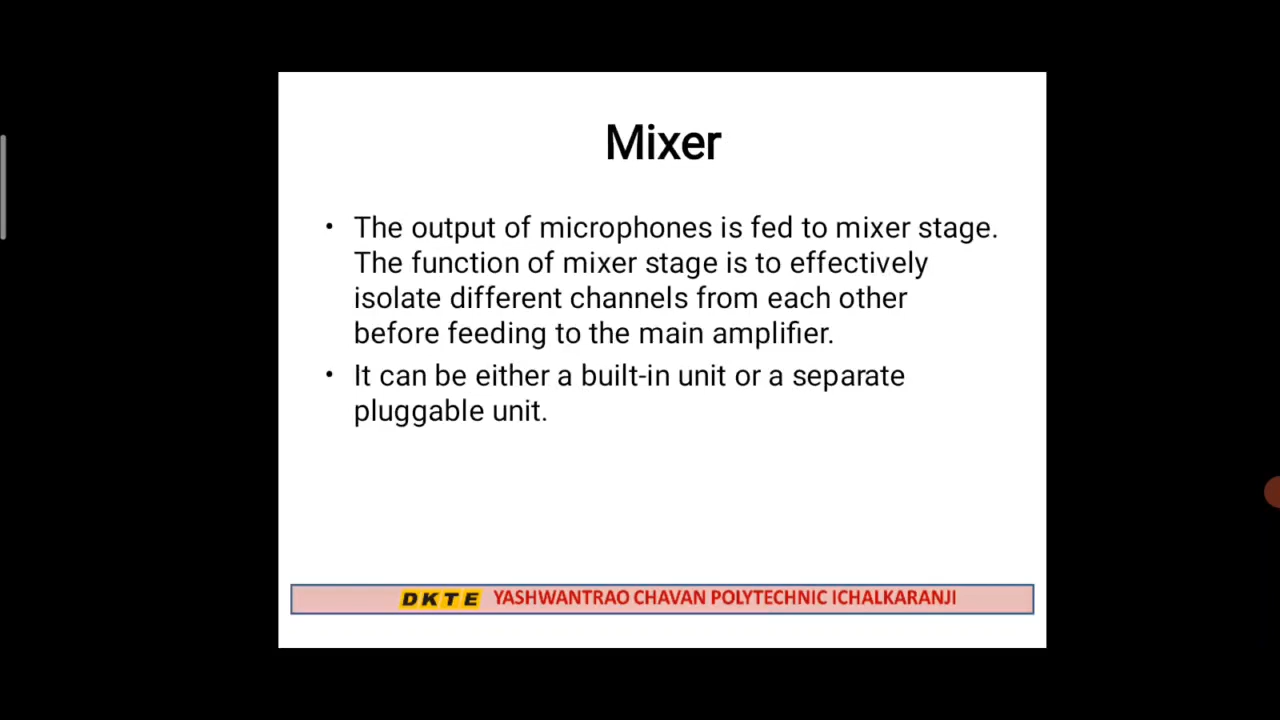 Mixer
• The output of microphones is fed to mixer stage.
The function of mixer stage is to effectively
isolate different channels from each other
before feeding to the main amplifier.
• It can be either a built-in unit or a separate
pluggable unit.
DKTE YASHWANTRAO CHAVAN POLYTECHNIC ICHALKARANJI